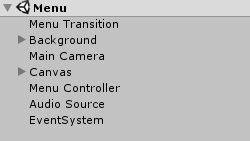 Menu
Menu Transition
Background
Main Camera
Canvas
Menu Controller
Audio Source
EventSystem